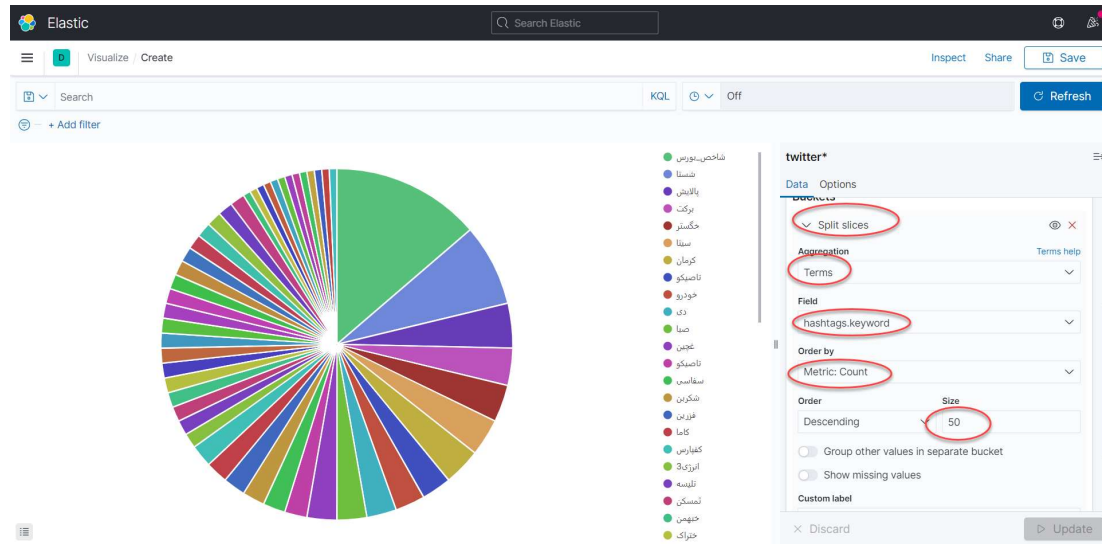 Elastic
Search Elastic
D
Visualize / Create
Inspect
Share
Save
Search
KQL
Off
Refresh
+ Add filter
شاخص_بورس
شستا
پالایش
برکت
خگستر
سیتا
کرمان
تاصیکو
خودرو
دی
صبا
غچین
تاصیکو
سفاسی
شکربن
فزرین
کاما
کفپارس
انرژی3
تلیسه
ثمسکن
ختهمن
ختراک
twitter*
Data
Options
Buckets
Split slices
Aggregation
Terms help
Terms
Field
hashtags.keyword
Order by
Metric: Count
Order
Size
Descending
50
Group other values in separate bucket
Show missing values
Custom label
Discard
Update